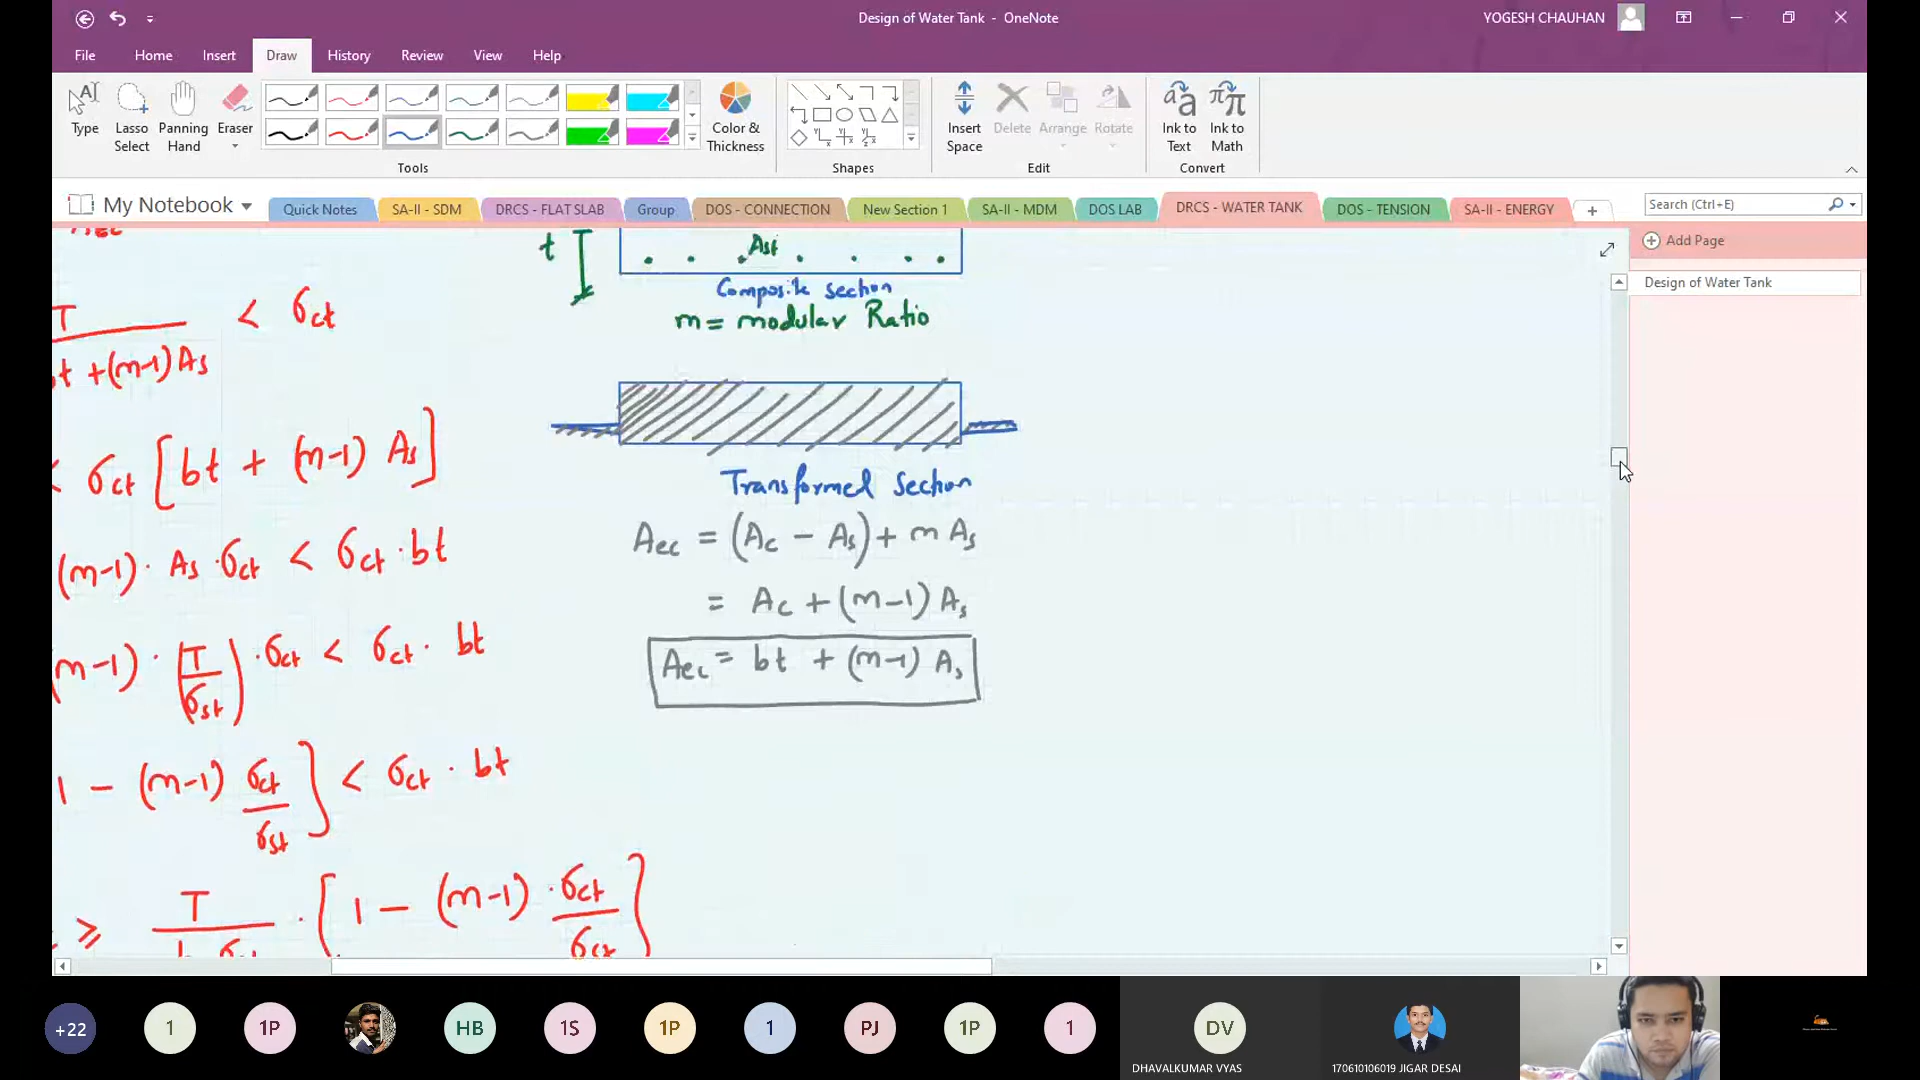 Design of Water Tank - OneNote
YOGESH CHAUHAN
File Home Insert Draw History Review View Help
Type
Lasso Select
Panning Hand
Eraser
Color & Thickness
Insert Space
Delete
Arrange
Rotate
Ink to Text
Ink to Math
Tools
Shapes
Edit
Convert
My Notebook
Quick Notes
SA-II - SDM
DRCS - FLAT SLAB
Group
DOS - CONNECTION
New Section 1
SA-II - MDM
DOS LAB
DRCS - WATER TANK
DOS - TENSION
SA-II - ENERGY
Search (Ctrl+E)
Add Page
Design of Water Tank
t
Ast
Composite section
m = modular Ratio
T < σct
t + (m-1) As
< σct [bt + (m-1) As]
(m-1) · As · σct < σct · bt
m-1) · (T/σst) · σct < σct · bt
1 - (m-1) σct/σst] < σct · bt
≥ T · [1 - (m-1) · σct
Transformed section
Aec = (Ac - As) + m As
= Ac + (m-1) As
Aec = bt + (m-1) As
+22
1
1P
HB
1S
1P
1
PJ
1P
1
DV
DHAVALKUMAR VYAS
170610106019 JIGAR DESAI